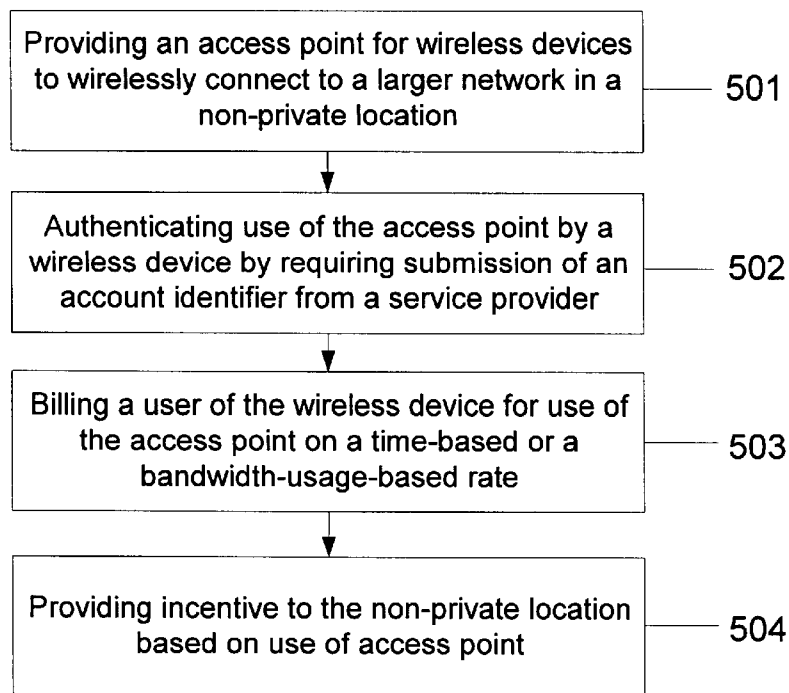 Providing an access point for wireless devices
to wirelessly connect to a larger network in a
non-private location
501
Authenticating use of the access point by a
wireless device by requiring submission of an
account identifier from a service provider
502
Billing a user of the wireless device for use of
the access point on a time-based or a
bandwidth-usage-based rate
503
Providing incentive to the non-private location
based on use of access point
504